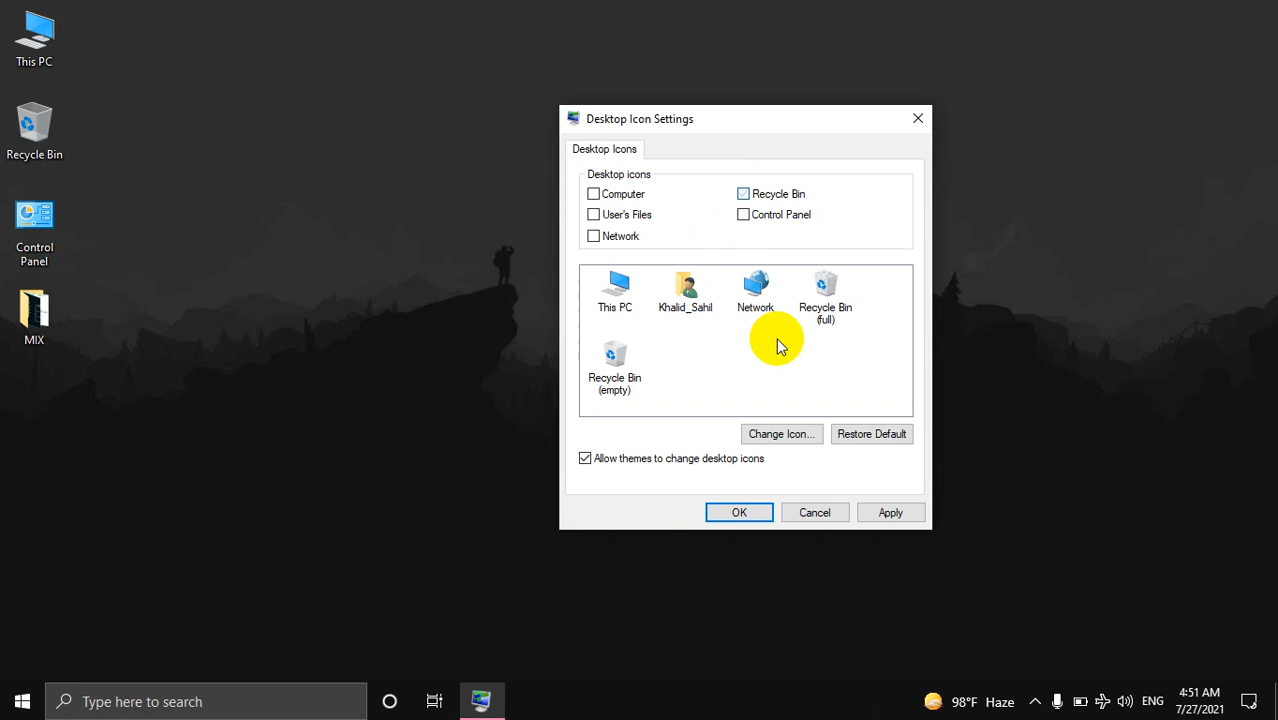 This PC
Recycle Bin
Control
Panel
MIX
Desktop Icon Settings
Desktop Icons
Desktop icons
Computer
Recycle Bin
User's Files
Control Panel
Network
This PC
Khalid_Sahil
Network
Recycle Bin
(full)
Recycle Bin
(empty)
Change Icon...
Restore Default
Allow themes to change desktop icons
OK
Cancel
Apply
Type here to search
98°F Haze
ENG
4:51 AM
7/27/2021